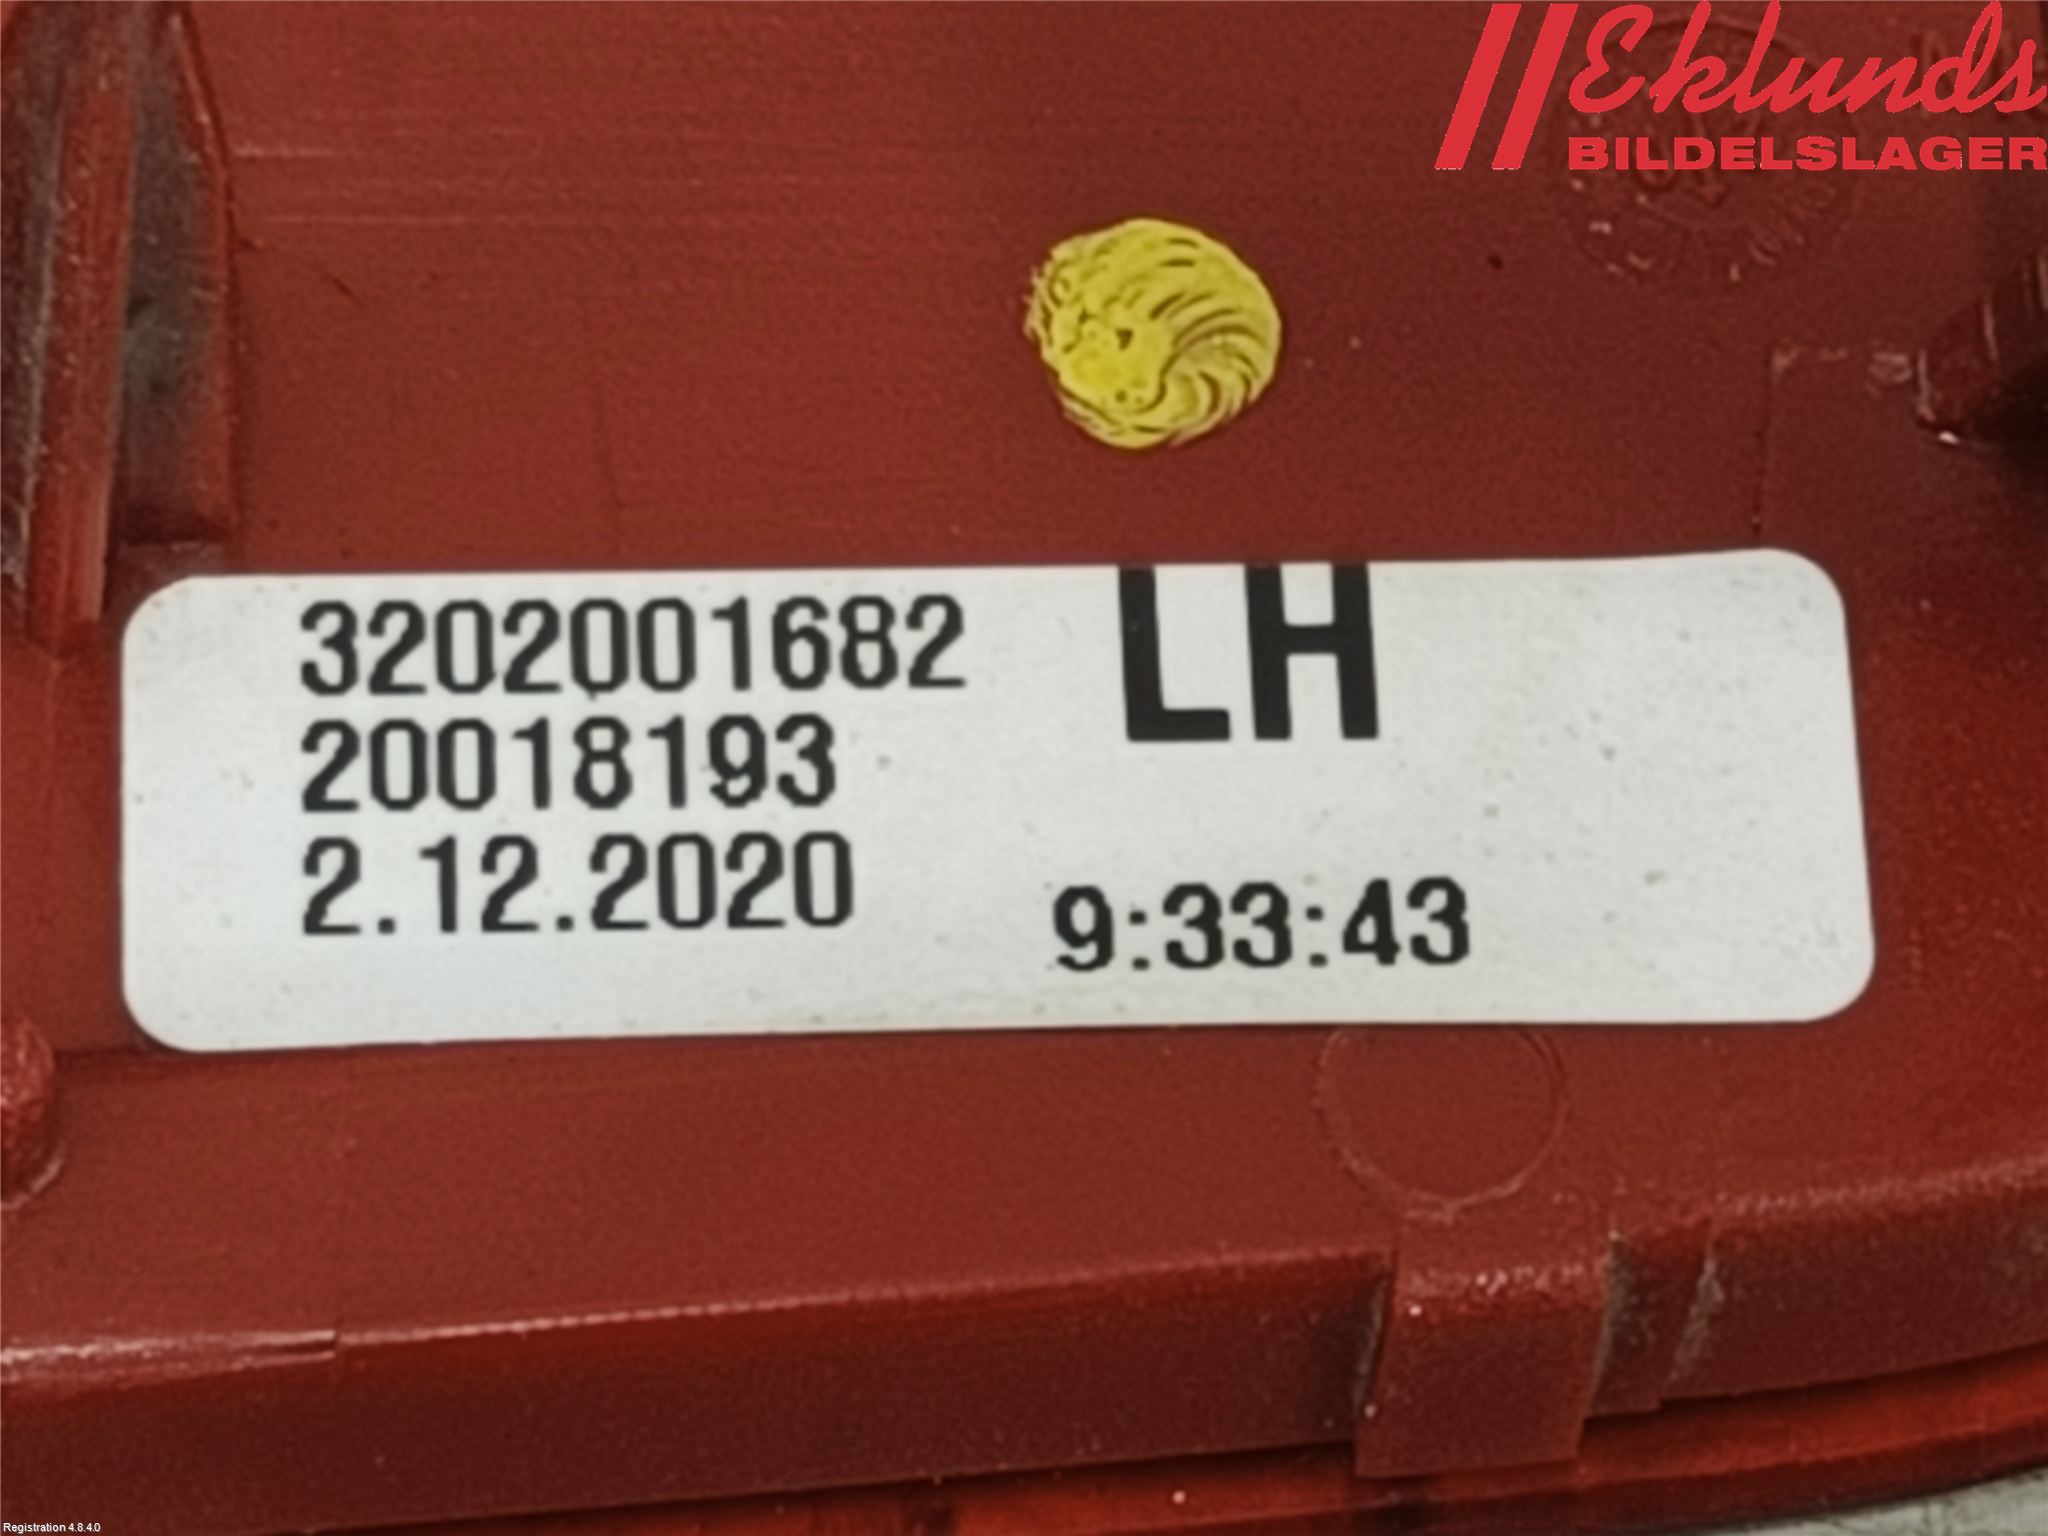 Eklunds
BILDELSLAGER
3202001682
LH
20018193
2.12.2020
9:33:43
Registration 4.8.4.0